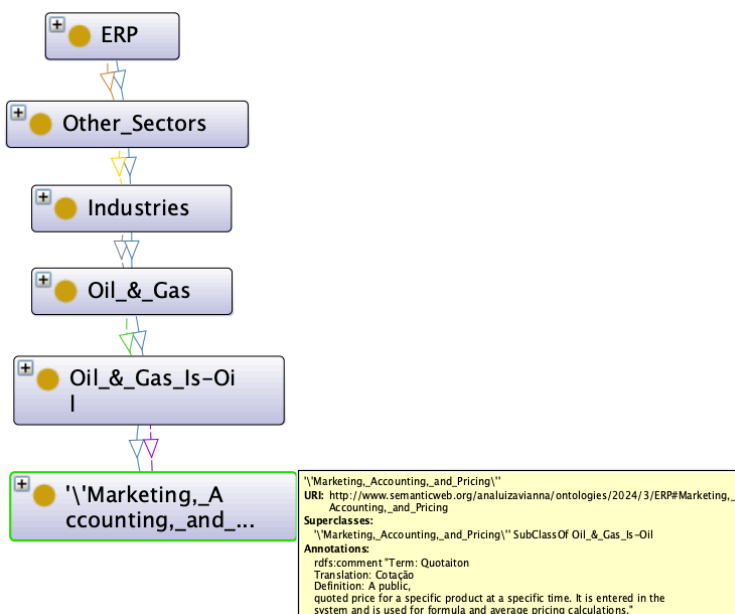 ERP
Other_Sectors
Industries
Oil_&_Gas
Oil_&_Gas_Is-Oi
l
'\'Marketing,_A
ccounting,_and_...
'\'Marketing,_Accounting,_and_Pricing\''
URI: http://www.semanticweb.org/analuizavianna/ontologies/2024/3/ERP#Marketing,_
Accounting,_and_Pricing
Superclasses:
'\'Marketing,_Accounting,_and_Pricing\'' SubClassOf Oil_&_Gas_Is-Oil
Annotations:
rdfs:comment "Term: Quotaiton
Translation: Cotação
Definition: A public,
quoted price for a specific product at a specific time. It is entered in the
system and is used for formula and average pricing calculations."